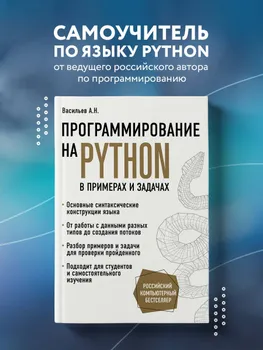 САМОУЧИТЕЛЬ
ПО ЯЗЫКУ PYTHON
от ведущего российского автора
по программированию
Васильев А.Н.
ПРОГРАММИРОВАНИЕ
НА
PYTHON
В ПРИМЕРАХ И ЗАДАЧАХ
• Основные синтаксические
конструкции языка
• От работы с данными разных
типов до создания потоков
• Разбор примеров и задачи
для проверки пройденного
• Подходит для студентов
и самостоятельного
изучения
РОССИЙСКИЙ
КОМПЬЮТЕРНЫЙ
БЕСТСЕЛЛЕР